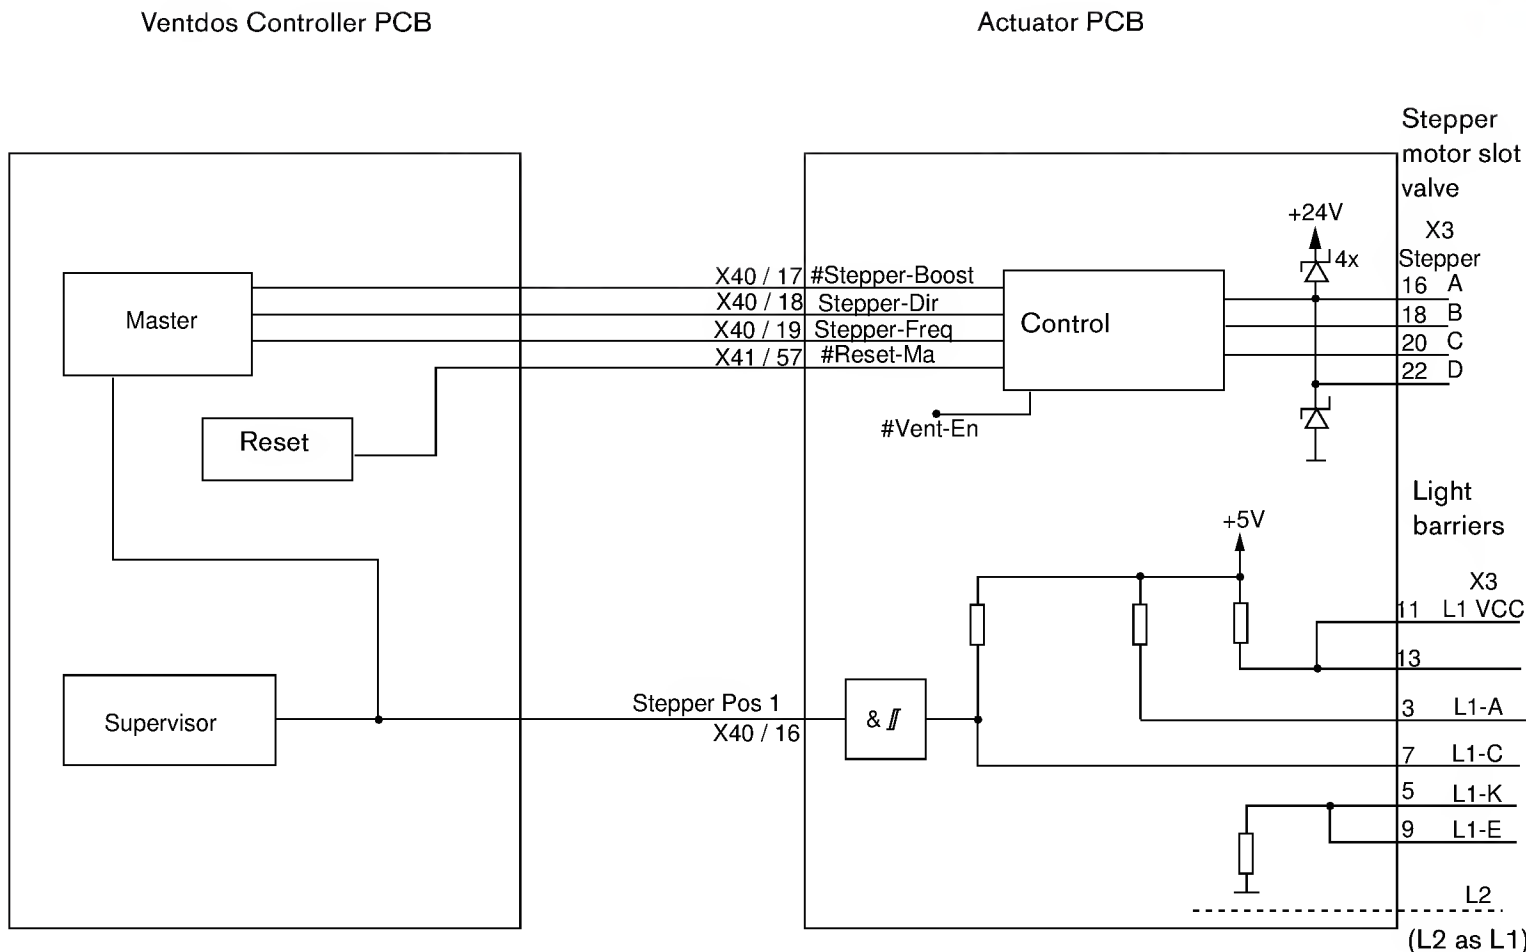 Ventdos Controller PCB
Actuator PCB
Stepper
motor slot
valve
+24V
X3
4x
Stepper
X40 / 17
#Stepper-Boost
16 A
X40 / 18
Stepper-Dir
18 B
Master
Control
X40 / 19
Stepper-Freq
20 C
X41 / 57
#Reset-Ma
22 D
Reset
#Vent-En
Light
barriers
+5V
X3
11 L1 VCC
13
Supervisor
Stepper Pos 1
X40 / 16
&
3 L1-A
7 L1-C
5 L1-K
9 L1-E
L2
(L2 as L1)